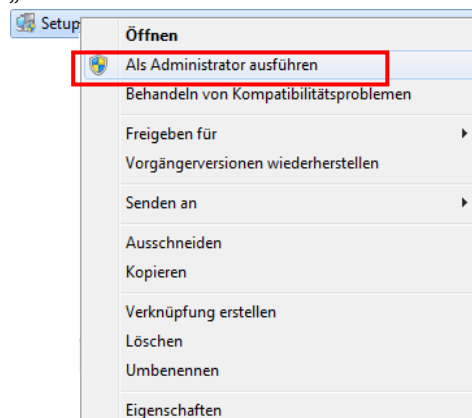 „
Setup
Öffnen
Als Administrator ausführen
Behandeln von Kompatibilitätsproblemen
Freigeben für
Vorgängerversionen wiederherstellen
Senden an
Ausschneiden
Kopieren
Verknüpfung erstellen
Löschen
Umbenennen
Eigenschaften